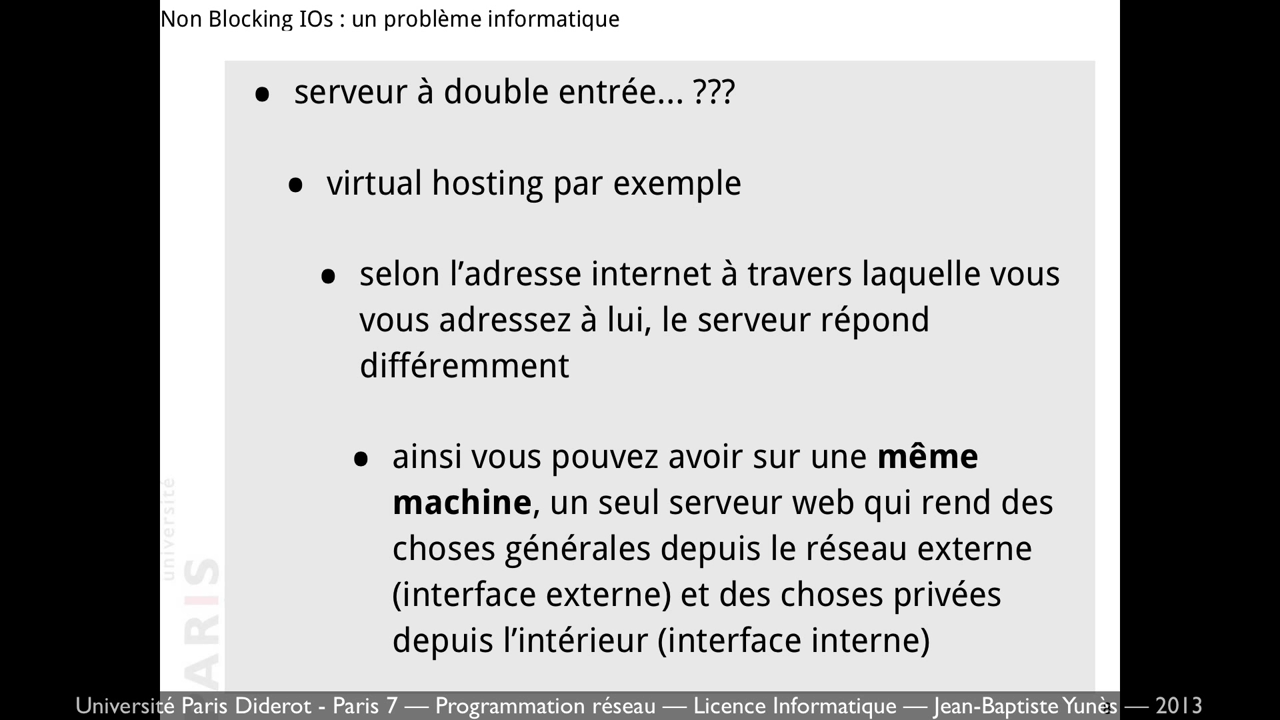 Non Blocking IOs : un problème informatique
• serveur à double entrée... ???
• virtual hosting par exemple
• selon l’adresse internet à travers laquelle vous
vous adressez à lui, le serveur répond
différemment
• ainsi vous pouvez avoir sur une même
machine, un seul serveur web qui rend des
choses générales depuis le réseau externe
(interface externe) et des choses privées
depuis l’intérieur (interface interne)
université
PARIS
Université Paris Diderot - Paris 7 — Programmation réseau — Licence Informatique — Jean-Baptiste Yunès — 2013